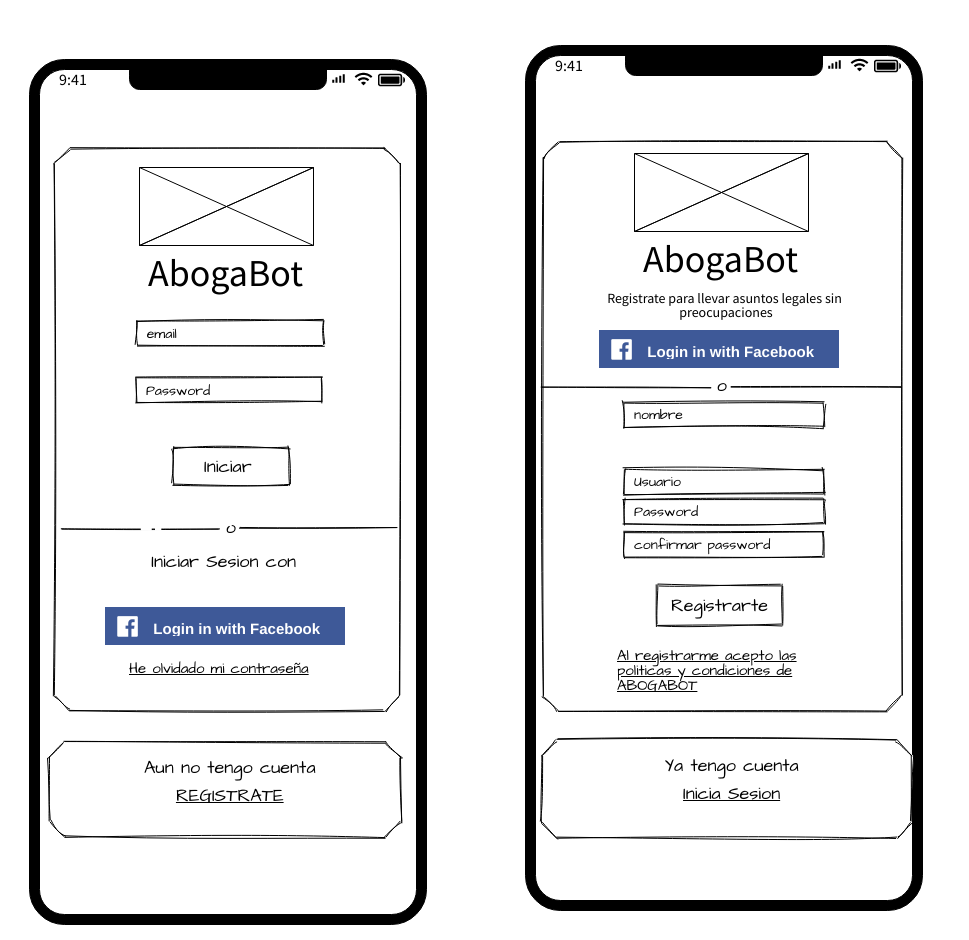 9:41
AbogaBot
email
Password
Iniciar
o
Iniciar Sesion con
Login in with Facebook
He olvidado mi contraseña
Aun no tengo cuenta
REGISTRATE
9:41
AbogaBot
Registrate para llevar asuntos legales sin
preocupaciones
Login in with Facebook
o
nombre
Usuario
Password
confirmar password
Registrarte
Al registrarme acepto las
politicas y condiciones de
ABOGABOT
Ya tengo cuenta
Inicia Sesion